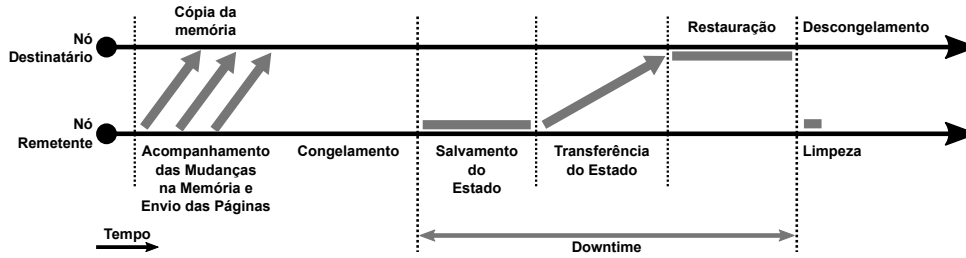 Cópia da
memória
Restauração
Descongelamento
Nó
Destinatário
Nó
Remetente
Acompanhamento
das Mudanças
na Memória e
Envio das Páginas
Congelamento
Salvamento
do
Estado
Transferência
do Estado
Limpeza
Tempo
Downtime